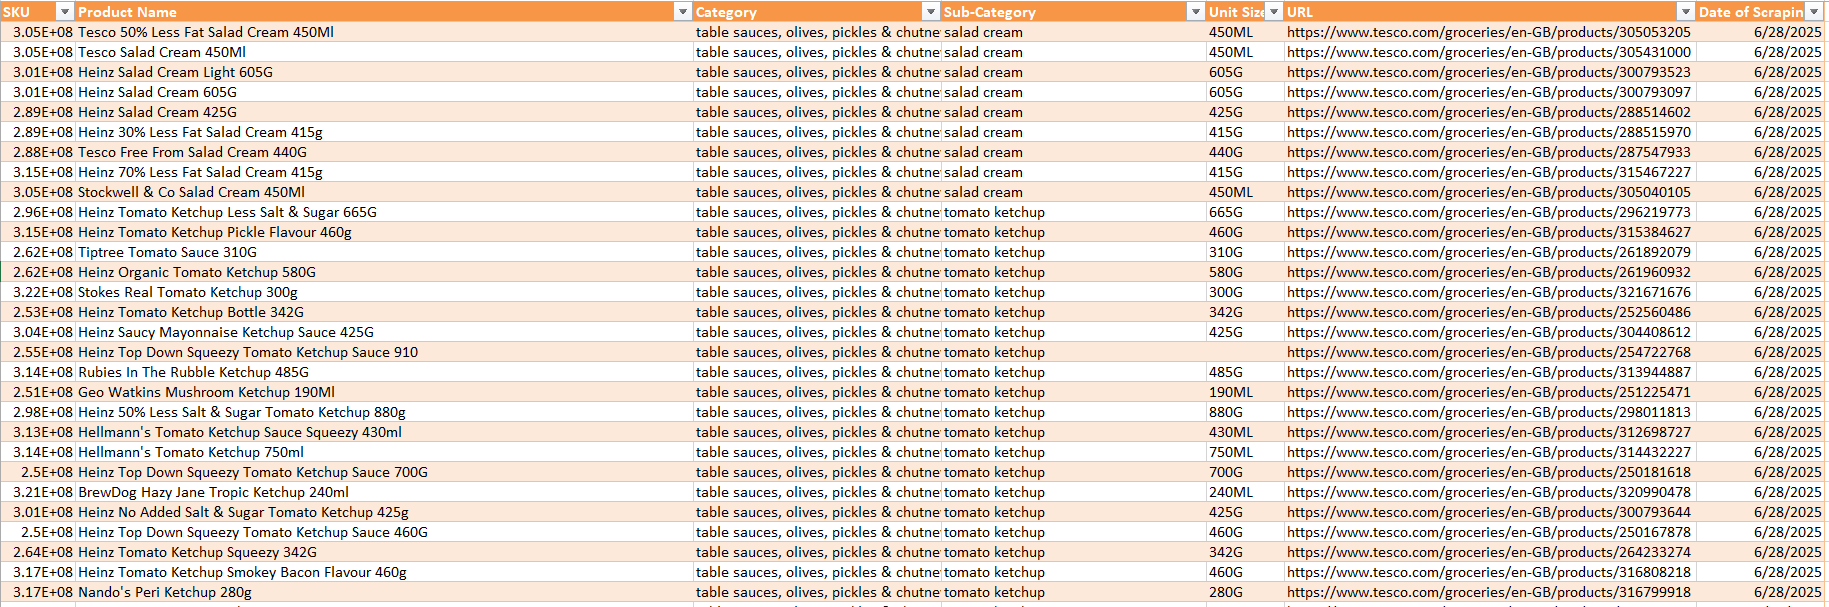 SKU Product Name Category Sub-Category Unit Size URL Date of Scrapin
3.05E+08 Tesco 50% Less Fat Salad Cream 450Ml table sauces, olives, pickles & chutne salad cream 450ML https://www.tesco.com/groceries/en-GB/products/305053205 6/28/2025
3.05E+08 Tesco Salad Cream 450Ml table sauces, olives, pickles & chutne salad cream 450ML https://www.tesco.com/groceries/en-GB/products/305431000 6/28/2025
3.01E+08 Heinz Salad Cream Light 605G table sauces, olives, pickles & chutne salad cream 605G https://www.tesco.com/groceries/en-GB/products/300793523 6/28/2025
3.01E+08 Heinz Salad Cream 605G table sauces, olives, pickles & chutne salad cream 605G https://www.tesco.com/groceries/en-GB/products/300793097 6/28/2025
2.89E+08 Heinz Salad Cream 425G table sauces, olives, pickles & chutne salad cream 425G https://www.tesco.com/groceries/en-GB/products/288514602 6/28/2025
2.89E+08 Heinz 30% Less Fat Salad Cream 415g table sauces, olives, pickles & chutne salad cream 415G https://www.tesco.com/groceries/en-GB/products/288515970 6/28/2025
2.88E+08 Tesco Free From Salad Cream 440G table sauces, olives, pickles & chutne salad cream 440G https://www.tesco.com/groceries/en-GB/products/287547933 6/28/2025
3.15E+08 Heinz 70% Less Fat Salad Cream 415g table sauces, olives, pickles & chutne salad cream 415G https://www.tesco.com/groceries/en-GB/products/315467227 6/28/2025
3.05E+08 Stockwell & Co Salad Cream 450Ml table sauces, olives, pickles & chutne salad cream 450ML https://www.tesco.com/groceries/en-GB/products/305040105 6/28/2025
2.96E+08 Heinz Tomato Ketchup Less Salt & Sugar 665G table sauces, olives, pickles & chutne tomato ketchup 665G https://www.tesco.com/groceries/en-GB/products/296219773 6/28/2025
3.15E+08 Heinz Tomato Ketchup Pickle Flavour 460g table sauces, olives, pickles & chutne tomato ketchup 460G https://www.tesco.com/groceries/en-GB/products/315384627 6/28/2025
2.62E+08 Tiptree Tomato Sauce 310G table sauces, olives, pickles & chutne tomato ketchup 310G https://www.tesco.com/groceries/en-GB/products/261892079 6/28/2025
2.62E+08 Heinz Organic Tomato Ketchup 580G table sauces, olives, pickles & chutne tomato ketchup 580G https://www.tesco.com/groceries/en-GB/products/261960932 6/28/2025
3.22E+08 Stokes Real Tomato Ketchup 300g table sauces, olives, pickles & chutne tomato ketchup 300G https://www.tesco.com/groceries/en-GB/products/321671676 6/28/2025
2.53E+08 Heinz Tomato Ketchup Bottle 342G table sauces, olives, pickles & chutne tomato ketchup 342G https://www.tesco.com/groceries/en-GB/products/252560486 6/28/2025
3.04E+08 Heinz Saucy Mayonnaise Ketchup Sauce 425G table sauces, olives, pickles & chutne tomato ketchup 425G https://www.tesco.com/groceries/en-GB/products/304408612 6/28/2025
2.55E+08 Heinz Top Down Squeezy Tomato Ketchup Sauce 910 table sauces, olives, pickles & chutne tomato ketchup https://www.tesco.com/groceries/en-GB/products/254722768 6/28/2025
3.14E+08 Rubies In The Rubble Ketchup 485G table sauces, olives, pickles & chutne tomato ketchup 485G https://www.tesco.com/groceries/en-GB/products/313944887 6/28/2025
2.51E+08 Geo Watkins Mushroom Ketchup 190Ml table sauces, olives, pickles & chutne tomato ketchup 190ML https://www.tesco.com/groceries/en-GB/products/251225471 6/28/2025
2.98E+08 Heinz 50% Less Salt & Sugar Tomato Ketchup 880g table sauces, olives, pickles & chutne tomato ketchup 880G https://www.tesco.com/groceries/en-GB/products/298011813 6/28/2025
3.13E+08 Hellmann's Tomato Ketchup Sauce Squeezy 430ml table sauces, olives, pickles & chutne tomato ketchup 430ML https://www.tesco.com/groceries/en-GB/products/312698727 6/28/2025
3.14E+08 Hellmann's Tomato Ketchup 750ml table sauces, olives, pickles & chutne tomato ketchup 750ML https://www.tesco.com/groceries/en-GB/products/314432227 6/28/2025
2.5E+08 Heinz Top Down Squeezy Tomato Ketchup Sauce 700G table sauces, olives, pickles & chutne tomato ketchup 700G https://www.tesco.com/groceries/en-GB/products/250181618 6/28/2025
3.21E+08 BrewDog Hazy Jane Tropic Ketchup 240ml table sauces, olives, pickles & chutne tomato ketchup 240ML https://www.tesco.com/groceries/en-GB/products/320990478 6/28/2025
3.01E+08 Heinz No Added Salt & Sugar Tomato Ketchup 425g table sauces, olives, pickles & chutne tomato ketchup 425G https://www.tesco.com/groceries/en-GB/products/300793644 6/28/2025
2.5E+08 Heinz Top Down Squeezy Tomato Ketchup Sauce 460G table sauces, olives, pickles & chutne tomato ketchup 460G https://www.tesco.com/groceries/en-GB/products/250167878 6/28/2025
2.64E+08 Heinz Tomato Ketchup Squeezy 342G table sauces, olives, pickles & chutne tomato ketchup 342G https://www.tesco.com/groceries/en-GB/products/264233274 6/28/2025
3.17E+08 Heinz Tomato Ketchup Smokey Bacon Flavour 460g table sauces, olives, pickles & chutne tomato ketchup 460G https://www.tesco.com/groceries/en-GB/products/316808218 6/28/2025
3.17E+08 Nando's Peri Ketchup 280g table sauces, olives, pickles & chutne tomato ketchup 280G https://www.tesco.com/groceries/en-GB/products/316799918 6/28/2025